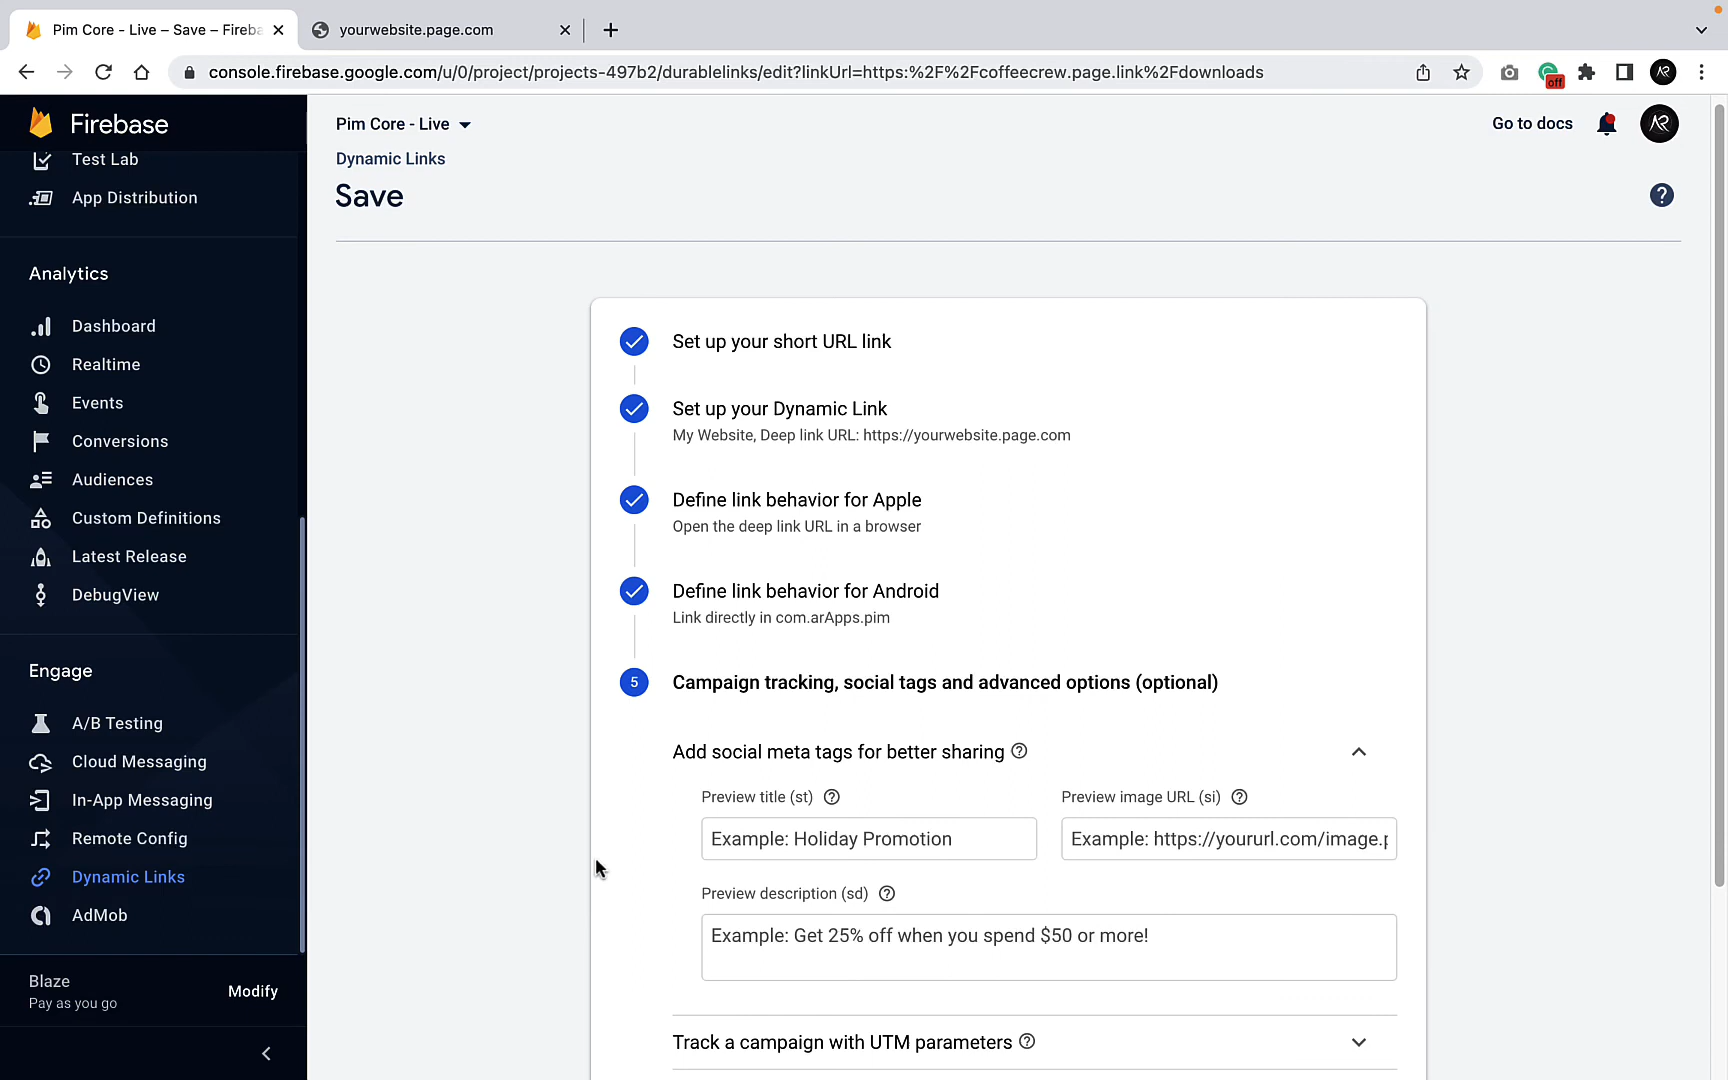 Pim Core - Live – Save – Fireba
yourwebsite.page.com
console.firebase.google.com/u/0/project/projects-497b2/durablelinks/edit?linkUrl=https:%2F%2Fcoffeecrew.page.link%2Fdownloads
off
AR
Firebase
Pim Core - Live
Go to docs
AR
Test Lab
Dynamic Links
App Distribution
Save
?
Analytics
Dashboard
Realtime
Events
Conversions
Audiences
Custom Definitions
Latest Release
DebugView
Engage
A/B Testing
Cloud Messaging
In-App Messaging
Remote Config
Dynamic Links
AdMob
Blaze
Pay as you go
Modify
Set up your short URL link
Set up your Dynamic Link
My Website, Deep link URL: https://yourwebsite.page.com
Define link behavior for Apple
Open the deep link URL in a browser
Define link behavior for Android
Link directly in com.arApps.pim
5 Campaign tracking, social tags and advanced options (optional)
Add social meta tags for better sharing ?
Preview title (st) ?
Example: Holiday Promotion
Preview image URL (si) ?
Example: https://yoururl.com/image.p
Preview description (sd) ?
Example: Get 25% off when you spend $50 or more!
Track a campaign with UTM parameters ?